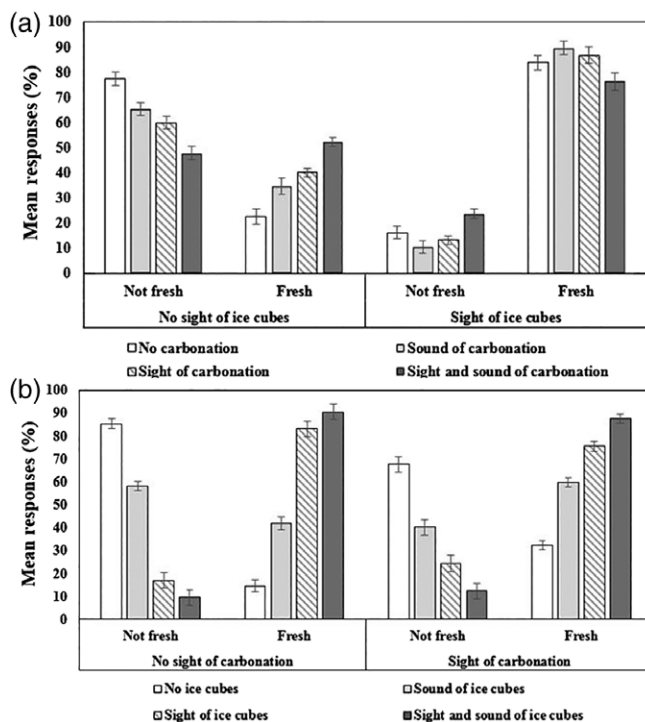 (a)
Mean responses (%)
90
80
70
60
50
40
30
20
10
0
Not fresh Fresh Not fresh Fresh
No sight of ice cubes Sight of ice cubes
No carbonation Sound of carbonation
Sight of carbonation Sight and sound of carbonation
(b)
Mean responses (%)
100
90
80
70
60
50
40
30
20
10
0
Not fresh Fresh Not fresh Fresh
No sight of carbonation Sight of carbonation
No ice cubes Sound of ice cubes
Sight of ice cubes Sight and sound of ice cubes